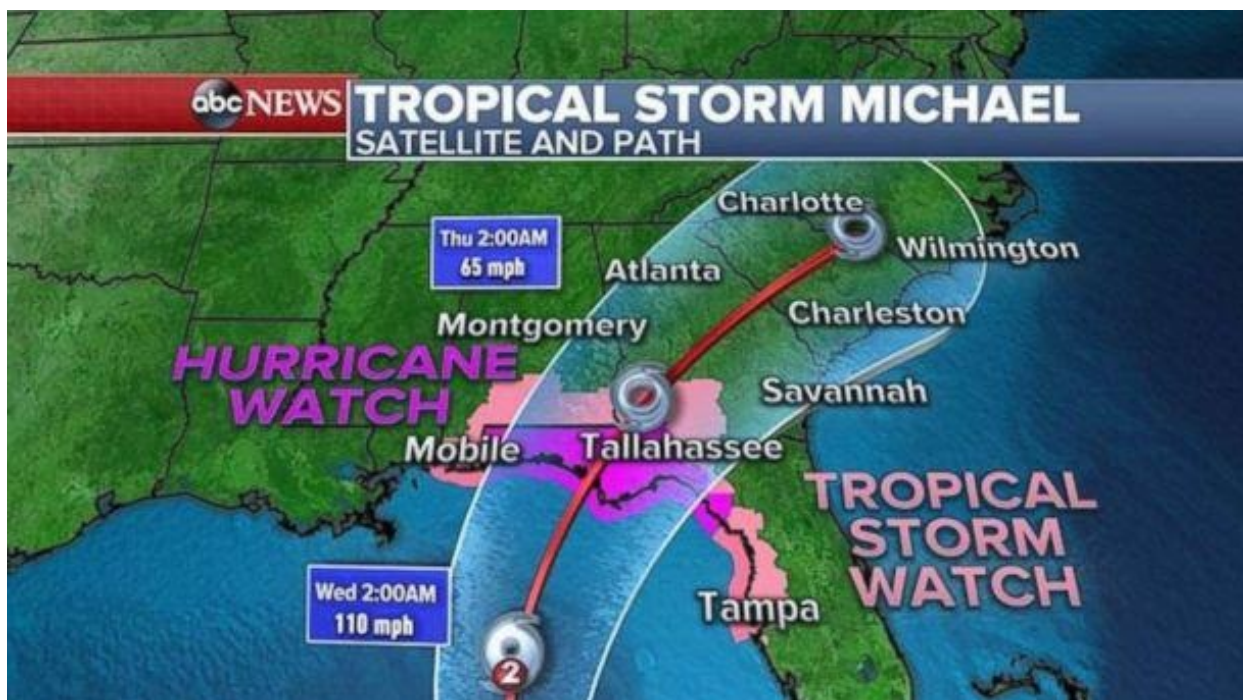 abc NEWS
TROPICAL STORM MICHAEL
SATELLITE AND PATH
Charlotte
Thu 2:00AM
65 mph
Wilmington
Atlanta
Charleston
Montgomery
HURRICANE
WATCH
Savannah
Mobile
Tallahassee
TROPICAL
STORM
WATCH
Wed 2:00AM
110 mph
Tampa
2